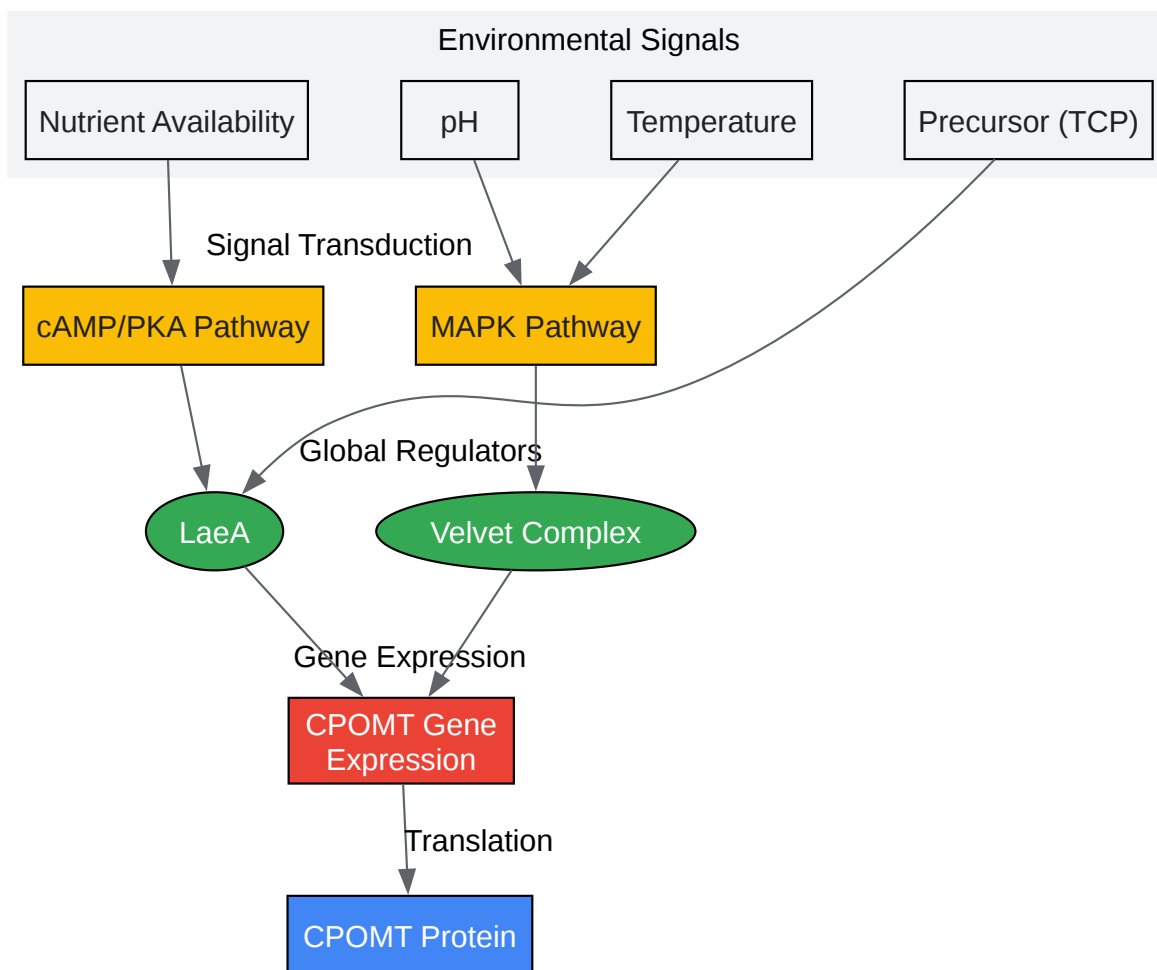 Environmental Signals
Nutrient Availability
pH
Temperature
Precursor (TCP)
Signal Transduction
cAMP/PKA Pathway
MAPK Pathway
Global Regulators
LaeA
Velvet Complex
Gene Expression
CPOMT Gene
Expression
Translation
CPOMT Protein